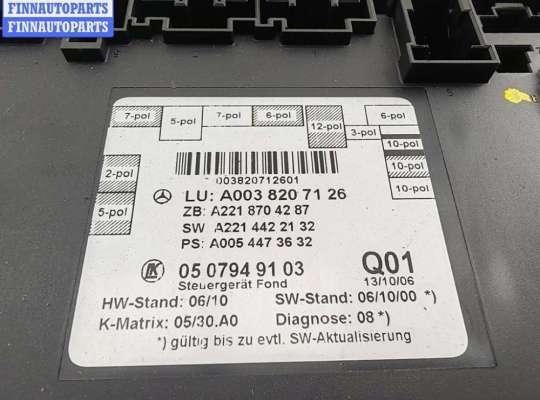 FINNAUTOPARTS
FINNAUTOPARTS
FINNAUTOPARTS
7-pol 5-pol 7-pol 6-pol 12-pol 3-pol 6-pol
10-pol
2-pol 10-pol
5-pol 10-pol
003820712601
LU: A003 820 71 26
ZB: A221 870 42 87
SW A221 442 21 32
PS: A005 447 36 32
LK 05 0794 91 03 Q01
Steuergerät Fond 13/10/06
HW-Stand: 06/10 SW-Stand: 06/10/00 *)
K-Matrix: 05/30.A0 Diagnose: 08 *)
*) gültig bis zu evtl. SW-Aktualisierung